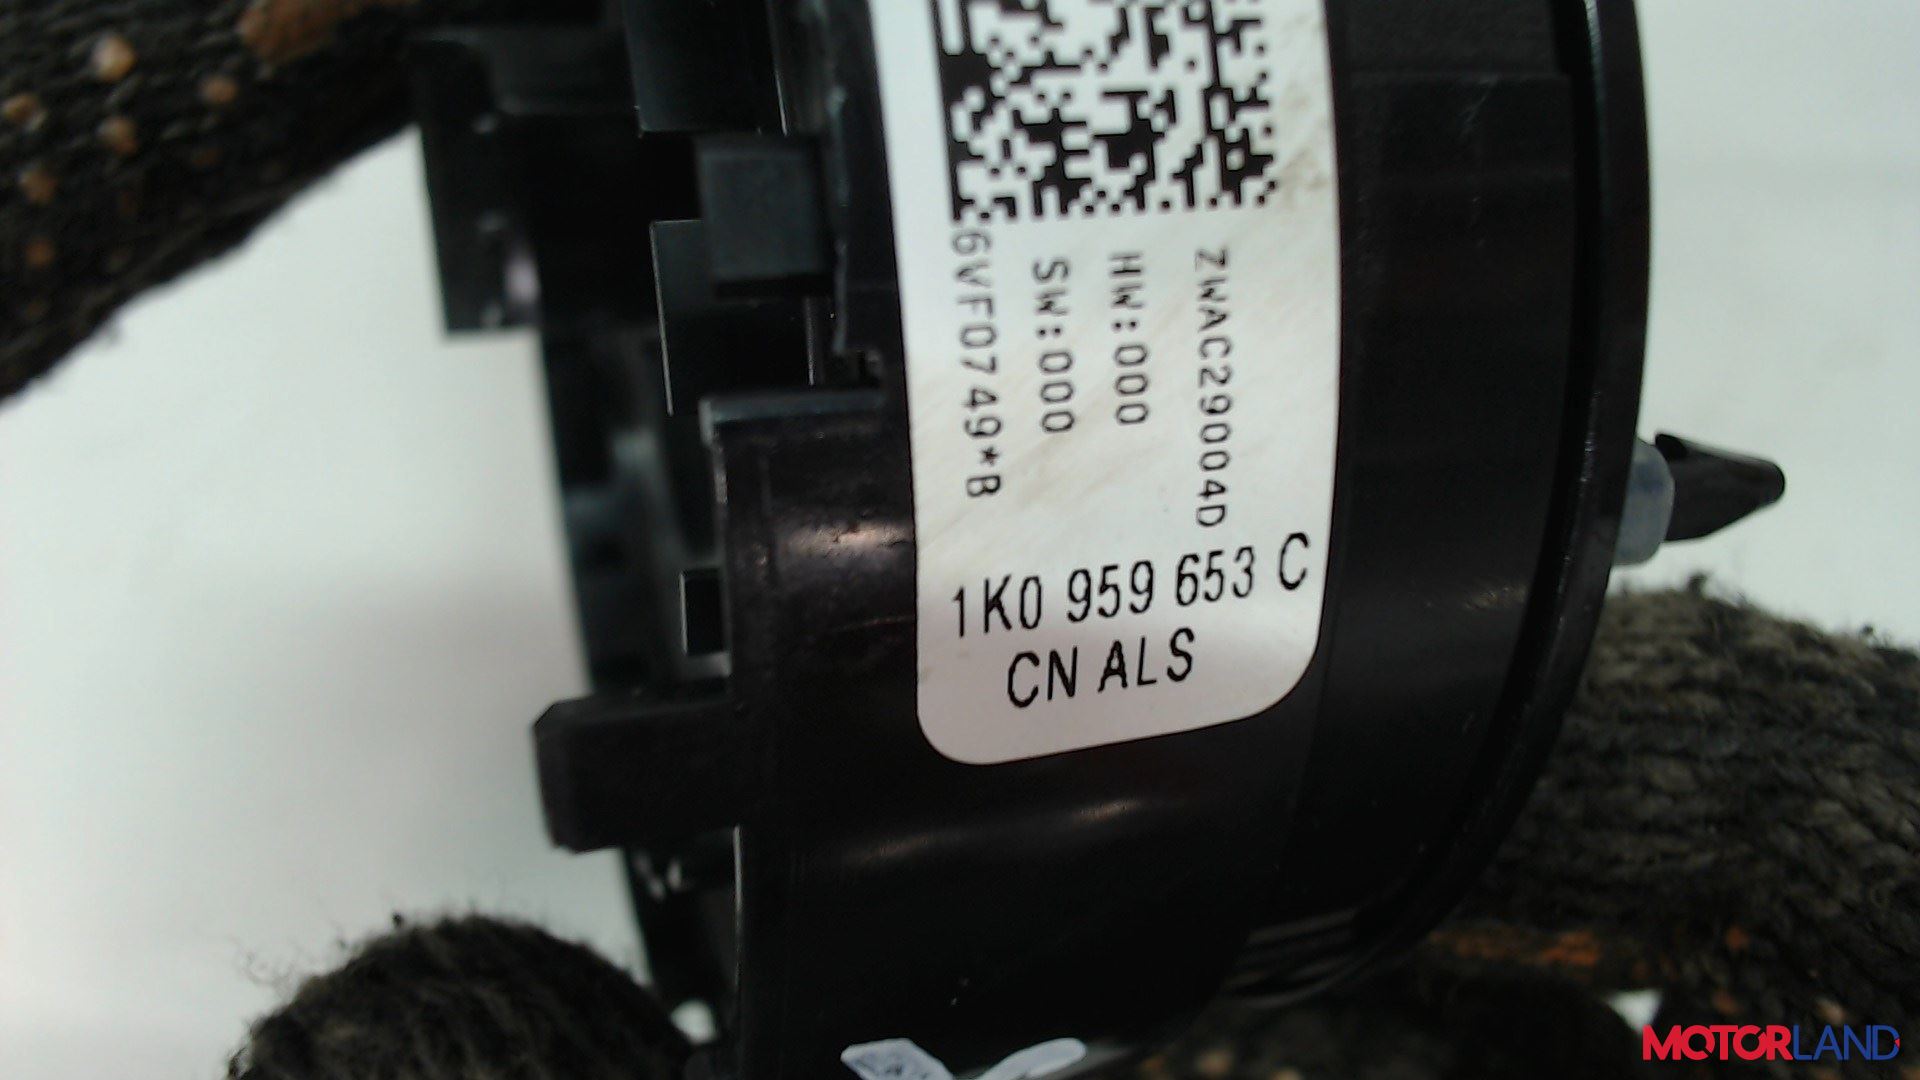 ZWAC29004D
HW:000
SW:000
6VF0749*B
1K0 959 653 C
CN ALS
MOTORLAND